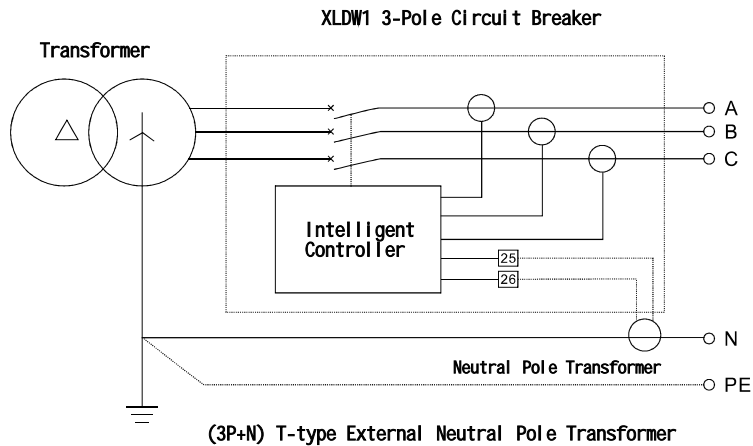 XLDW1 3-Pole Circuit Breaker
Transformer
A
B
C
Intelligent
Controller
25
26
N
Neutral Pole Transformer
PE
(3P+N) T-type External Neutral Pole Transformer